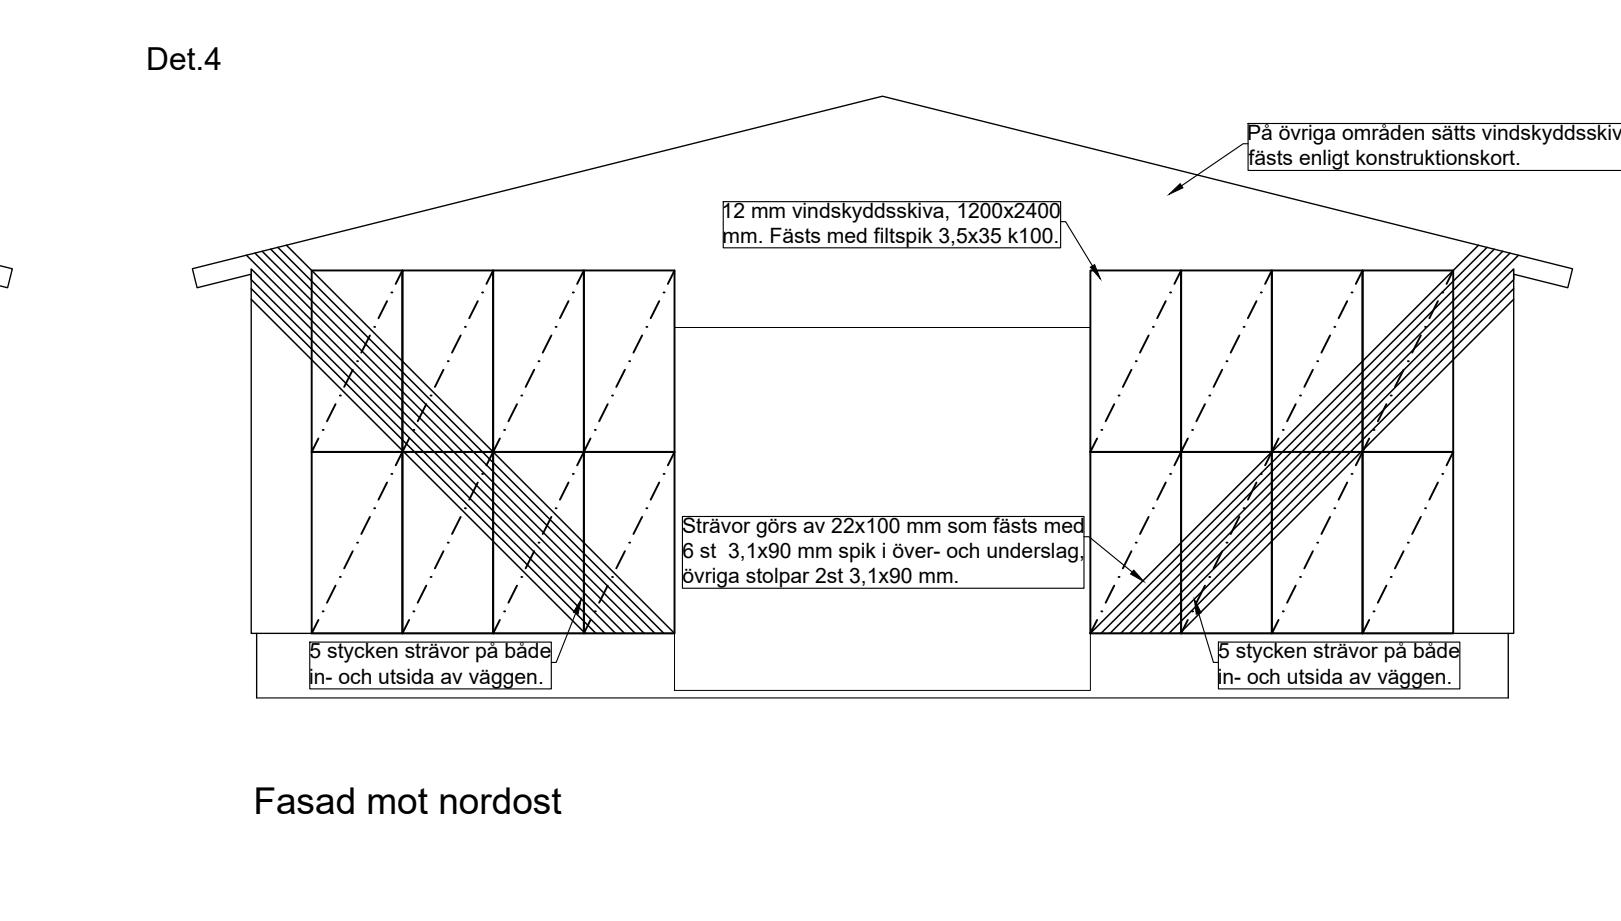 Det.4
På övriga områden sätts vindskyddsskiv
fästs enligt konstruktionskort.
12 mm vindskyddsskiva, 1200x2400
mm. Fästs med filtspik 3,5x35 k100.
Strävor görs av 22x100 mm som fästs med
6 st  3,1x90 mm spik i över- och underslag,
övriga stolpar 2st 3,1x90 mm.
5 stycken strävor på både
in- och utsida av väggen.
5 stycken strävor på både
in- och utsida av väggen.
Fasad mot nordost